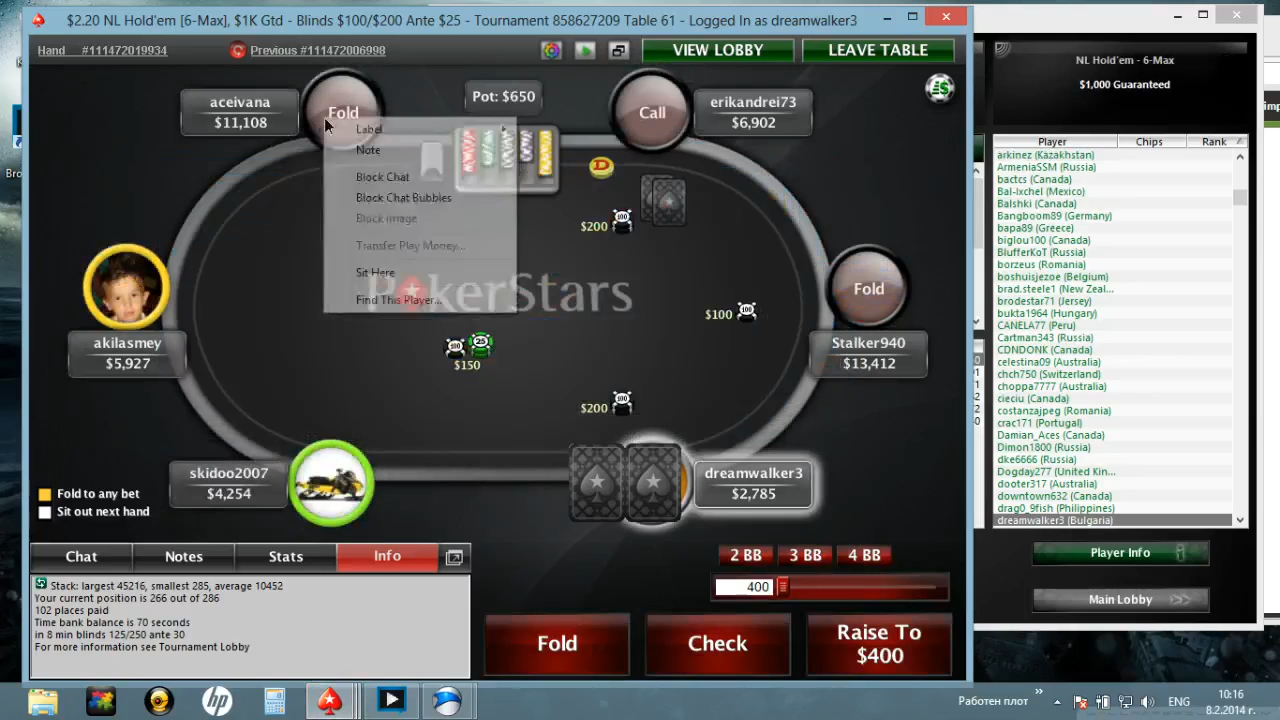 $2.20 NL Hold'em [6-Max], $1K Gtd - Blinds $100/$200 Ante $25 - Tournament 858627209 Table 61 - Logged In as dreamwalker3
Hand #111472019934
Previous #111472006998
VIEW LOBBY
LEAVE TABLE
aceivana
$11,108
Fold
Pot: $650
Call
erikandrei73
$6,902
Label
Note
Block Chat
Block Chat Bubbles
Block Image
Transfer Play Money...
Sit Here
Find This Player...
D
$200
100
kerStars
$100
100
Fold
Stalker940
$13,412
akilasmey
$5,927
100
25
$150
$200
100
skidoo2007
$4,254
dreamwalker3
$2,785
Fold to any bet
Sit out next hand
Chat
Notes
Stats
Info
2 BB
3 BB
4 BB
400
Stack: largest 45216, smallest 285, average 10452
Your current position is 266 out of 286
102 places paid
Time bank balance is 70 seconds
in 8 min blinds 125/250 ante 30
For more information see Tournament Lobby
Fold
Check
Raise To
$400
NL Hold'em - 6-Max
$1,000 Guaranteed
Player
Chips
Rank
arkinez (Kazakhstan)
ArmeniaSSM (Russia)
bactcs (Canada)
Bal-Ixchel (Mexico)
Balshki (Canada)
Bangboom89 (Germany)
bapa89 (Greece)
biglou100 (Canada)
BlufferKoT (Russia)
borzeus (Romania)
boshuisjezoe (Belgium)
brad.steele1 (New Zeal...
brodestar71 (Jersey)
bukta1964 (Hungary)
CANELA77 (Peru)
Cartman343 (Russia)
CDNDONK (Canada)
celestina09 (Australia)
chch750 (Switzerland)
choppa7777 (Australia)
cieciu (Canada)
costanzajpeg (Romania)
crac171 (Portugal)
Damian_Aces (Canada)
Dimon1800 (Russia)
dke6666 (Russia)
Dogday277 (United Kin...
dooter317 (Australia)
downtown632 (Canada)
drag0_9fish (Philippines)
dreamwalker3 (Bulgaria)
Player Info
Main Lobby
Работен плот
ENG
10:16
8.2.2014 г.